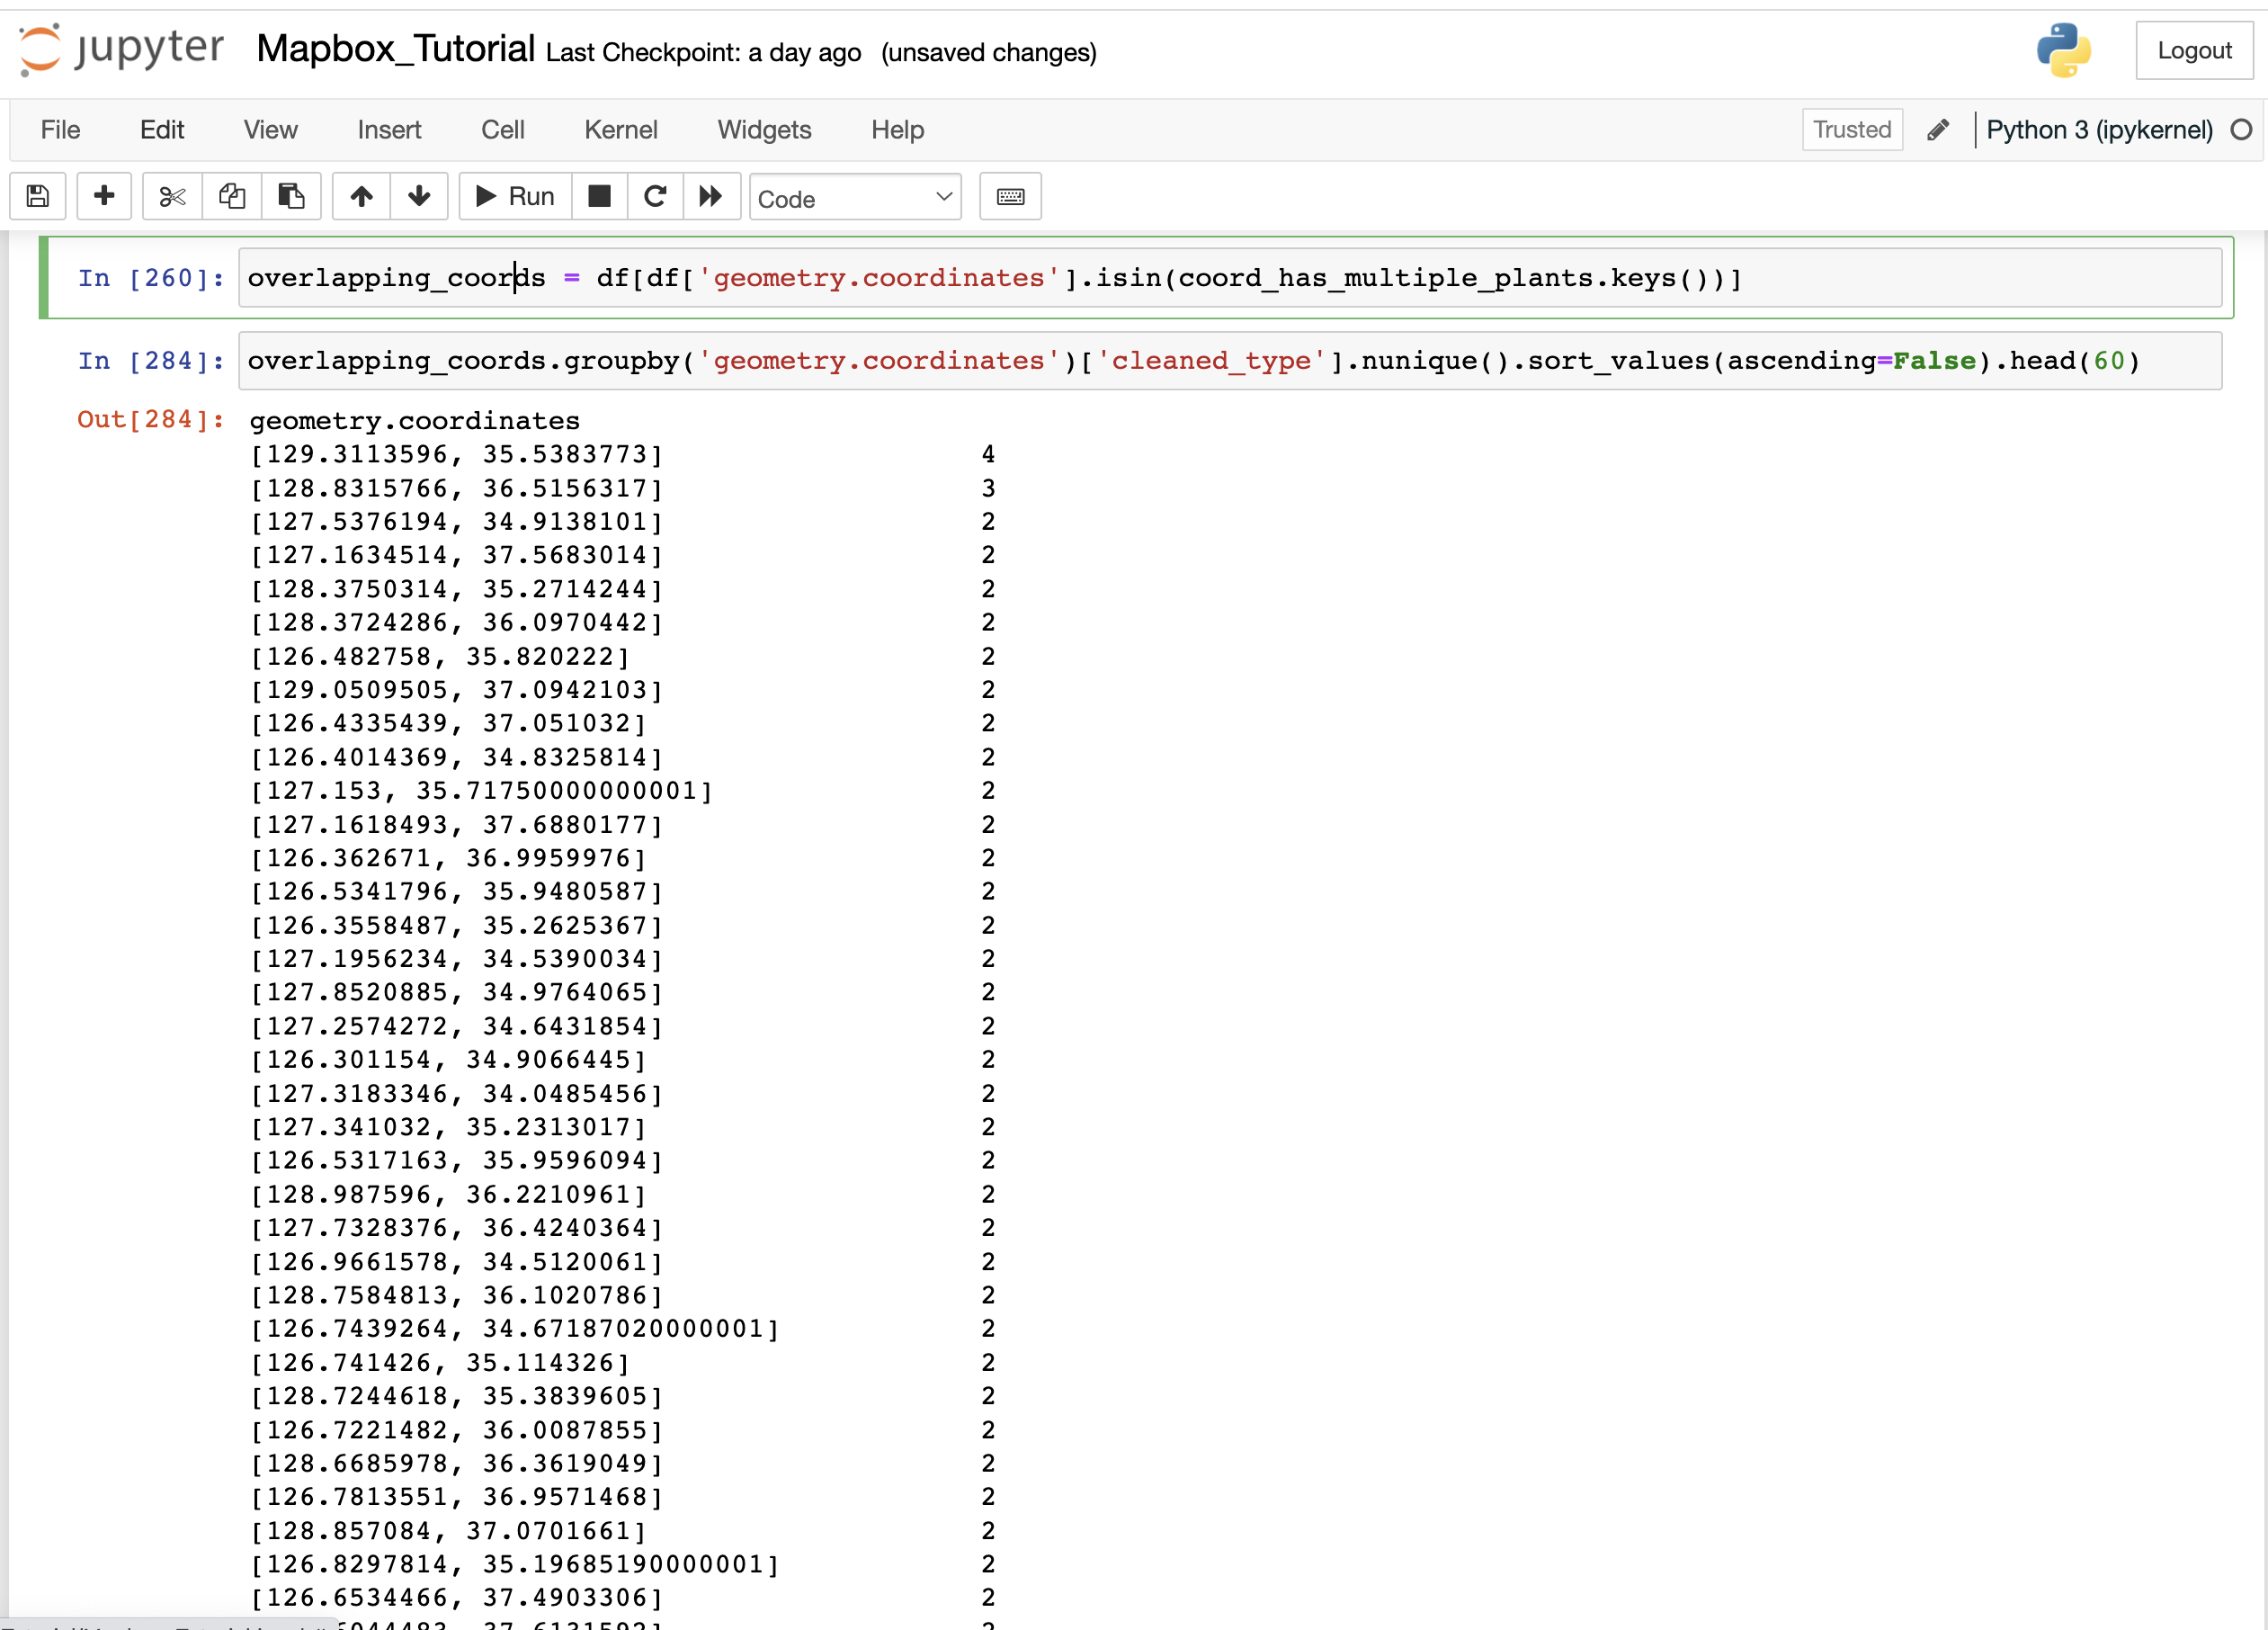 jupyter Mapbox_Tutorial Last Checkpoint: a day ago (unsaved changes) Logout
File Edit View Insert Cell Kernel Widgets Help Trusted Python 3 (ipykernel)
Run Code
In [260]: overlapping_coords = df[df['geometry.coordinates'].isin(coord_has_multiple_plants.keys())]
In [284]: overlapping_coords.groupby('geometry.coordinates')['cleaned_type'].nunique().sort_values(ascending=False).head(60)
Out[284]: geometry.coordinates
[129.3113596, 35.5383773] 4
[128.8315766, 36.5156317] 3
[127.5376194, 34.9138101] 2
[127.1634514, 37.5683014] 2
[128.3750314, 35.2714244] 2
[128.3724286, 36.0970442] 2
[126.482758, 35.820222] 2
[129.0509505, 37.0942103] 2
[126.4335439, 37.051032] 2
[126.4014369, 34.8325814] 2
[127.153, 35.71750000000001] 2
[127.1618493, 37.6880177] 2
[126.362671, 36.9959976] 2
[126.5341796, 35.9480587] 2
[126.3558487, 35.2625367] 2
[127.1956234, 34.5390034] 2
[127.8520885, 34.9764065] 2
[127.2574272, 34.6431854] 2
[126.301154, 34.9066445] 2
[127.3183346, 34.0485456] 2
[127.341032, 35.2313017] 2
[126.5317163, 35.9596094] 2
[128.987596, 36.2210961] 2
[127.7328376, 36.4240364] 2
[126.9661578, 34.5120061] 2
[128.7584813, 36.1020786] 2
[126.7439264, 34.67187020000001] 2
[126.741426, 35.114326] 2
[128.7244618, 35.3839605] 2
[126.7221482, 36.0087855] 2
[128.6685978, 36.3619049] 2
[126.7813551, 36.9571468] 2
[128.857084, 37.0701661] 2
[126.8297814, 35.19685190000001] 2
[126.6534466, 37.4903306] 2